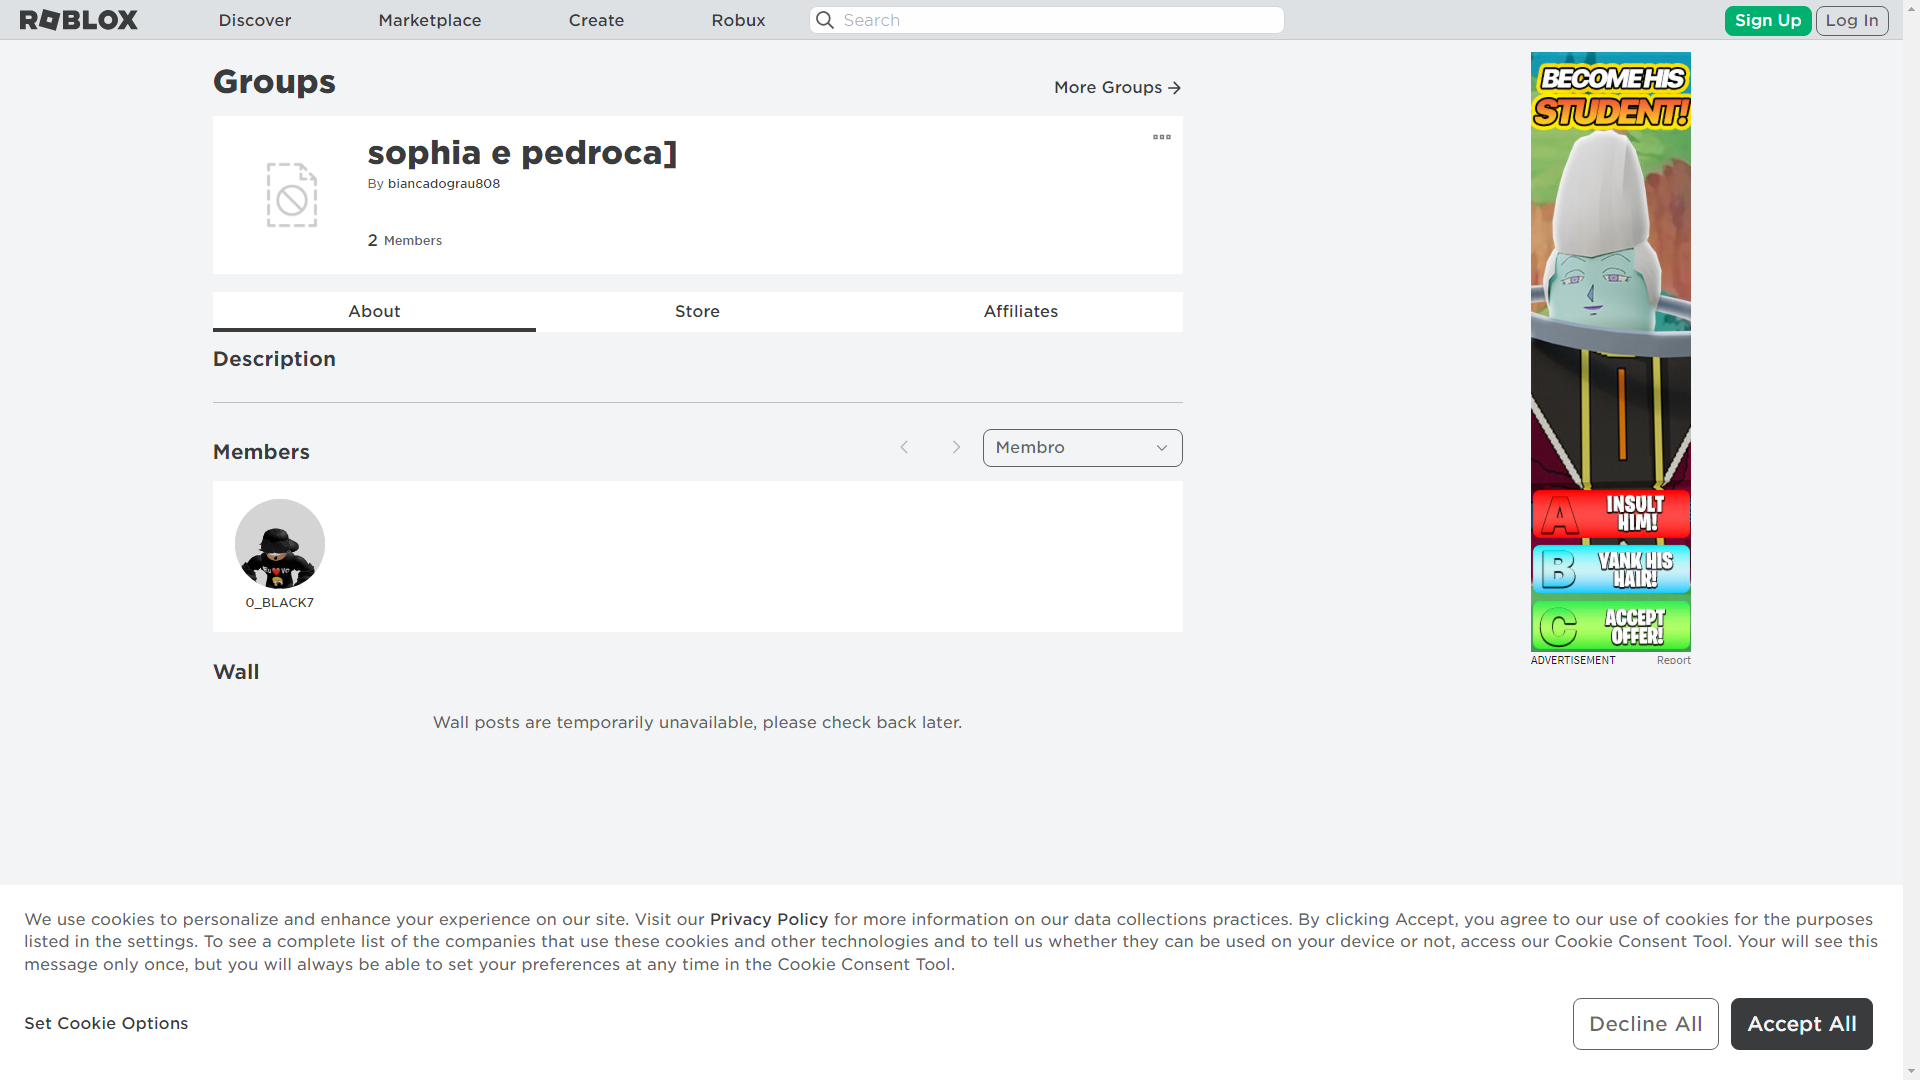 ROBLOX
Discover
Marketplace
Create
Robux
Search
Sign Up
Log In
Groups
More Groups
sophia e pedroca]
By biancadograu808
2 Members
About
Store
Affiliates
Description
Members
Membro
0_BLACK7
Wall
Wall posts are temporarily unavailable, please check back later.
BECOME HIS
STUDENT!
A
INSULT
HIM!
B
YANK HIS
HAIR!
C
ACCEPT
OFFER!
ADVERTISEMENT
Report
We use cookies to personalize and enhance your experience on our site. Visit our Privacy Policy for more information on our data collections practices. By clicking Accept, you agree to our use of cookies for the purposes
listed in the settings. To see a complete list of the companies that use these cookies and other technologies and to tell us whether they can be used on your device or not, access our Cookie Consent Tool. Your will see this
message only once, but you will always be able to set your preferences at any time in the Cookie Consent Tool.
Set Cookie Options
Decline All
Accept All